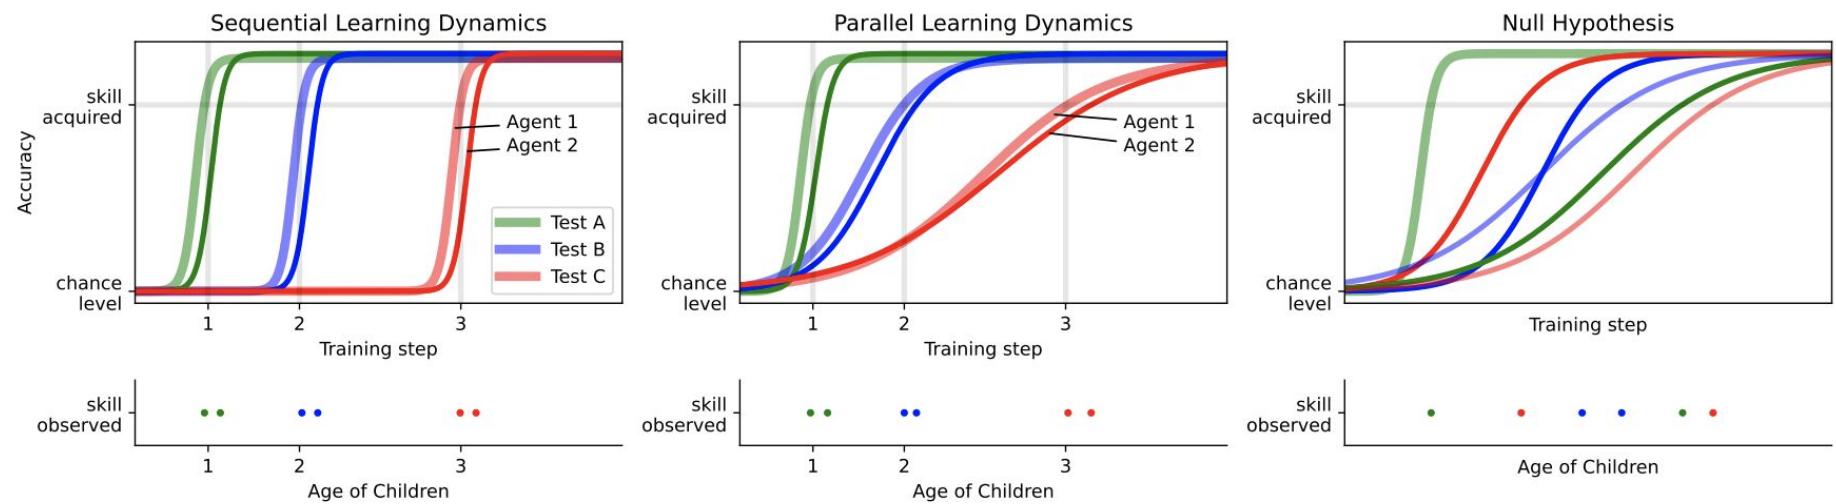 Sequential Learning Dynamics
Accuracy
skill
acquired
chance
level
Agent 1
Agent 2
Test A
Test B
Test C
1 2 3
Training step
skill
observed
1 2 3
Age of Children
Parallel Learning Dynamics
skill
acquired
chance
level
Agent 1
Agent 2
1 2 3
Training step
skill
observed
1 2 3
Age of Children
Null Hypothesis
skill
acquired
chance
level
Training step
skill
observed
Age of Children